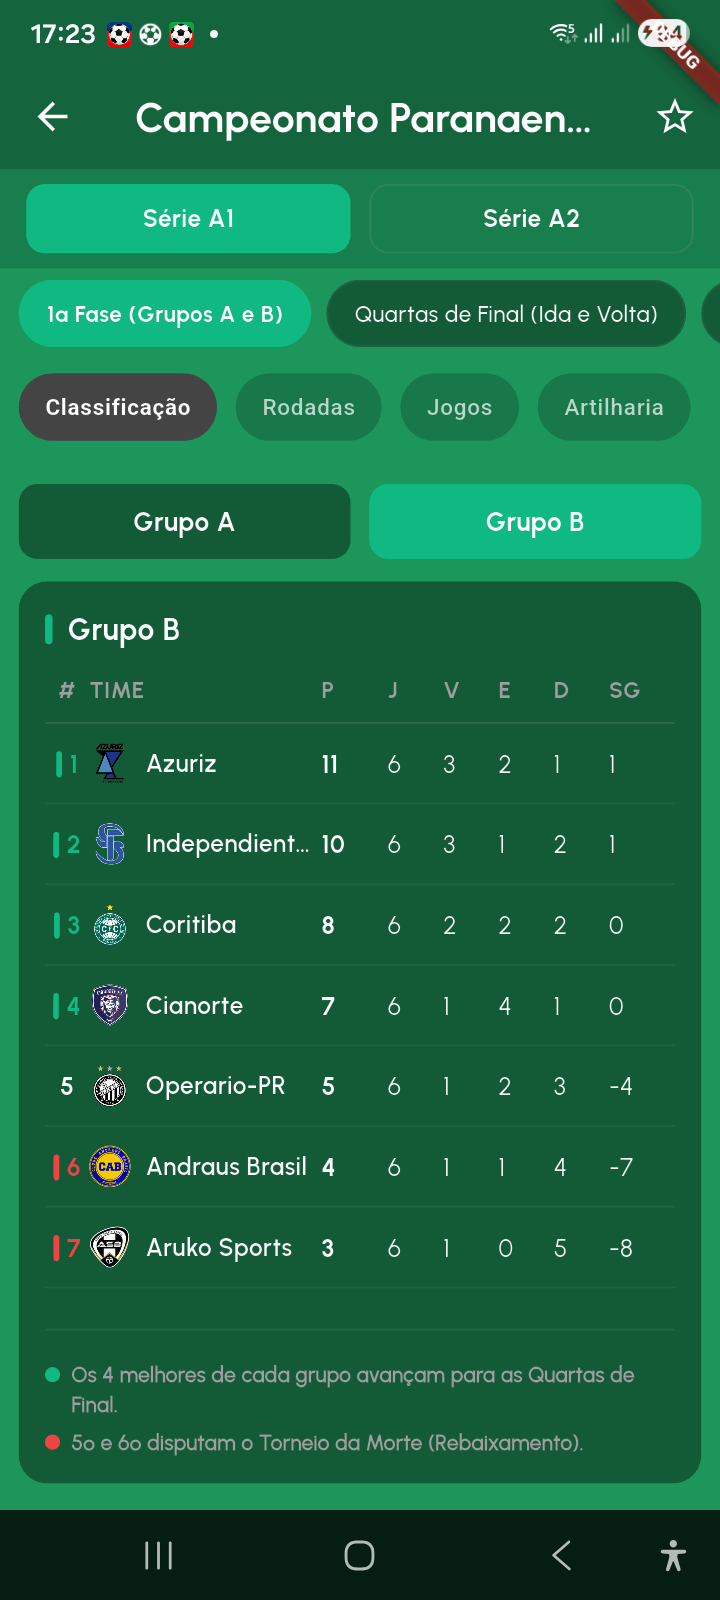 17:23
Campeonato Paranaen...
Série A1 Série A2
1a Fase (Grupos A e B) Quartas de Final (Ida e Volta)
Classificação Rodadas Jogos Artilharia
Grupo A Grupo B
Grupo B
# TIME P J V E D SG
1 Azuriz 11 6 3 2 1 1
2 Independient... 10 6 3 1 2 1
3 Coritiba 8 6 2 2 2 0
4 Cianorte 7 6 1 4 1 0
5 Operario-PR 5 6 1 2 3 -4
6 CAB Andraus Brasil 4 6 1 1 4 -7
7 Aruko Sports 3 6 1 0 5 -8
Os 4 melhores de cada grupo avançam para as Quartas de
Final.
5o e 6o disputam o Torneio da Morte (Rebaixamento).